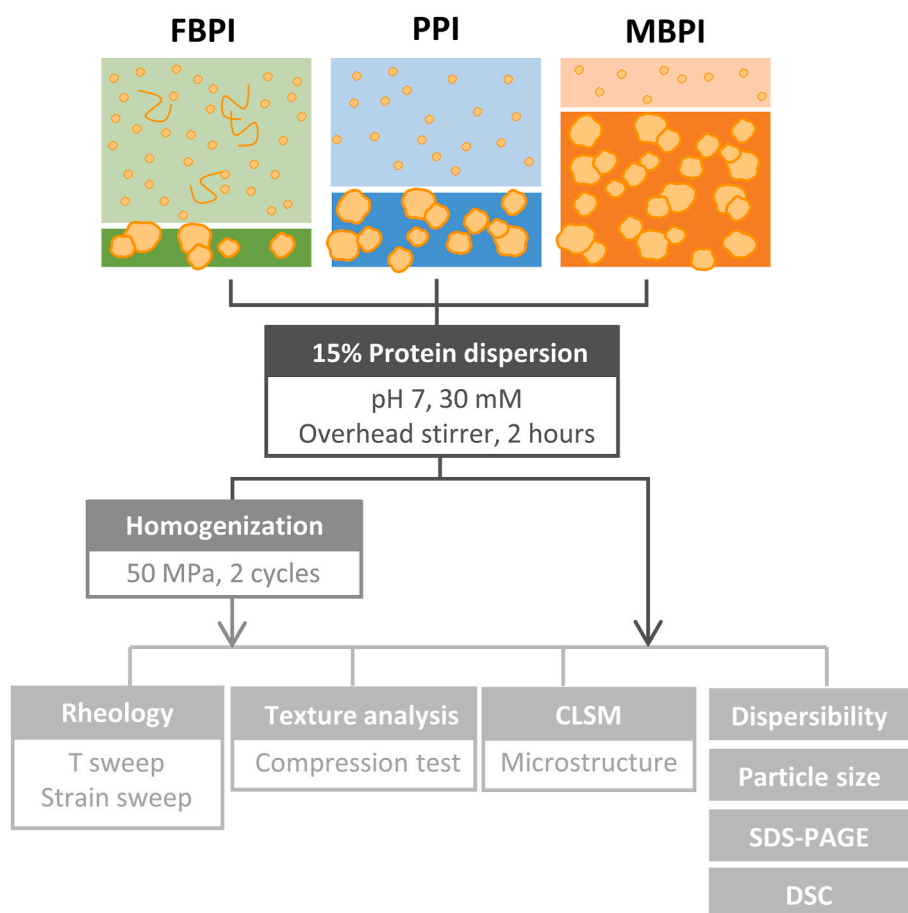 FBPI
PPI
MBPI
15% Protein dispersion
pH 7, 30 mM
Overhead stirrer, 2 hours
Homogenization
50 MPa, 2 cycles
Rheology
T sweep
Strain sweep
Texture analysis
Compression test
CLSM
Microstructure
Dispersibility
Particle size
SDS-PAGE
DSC